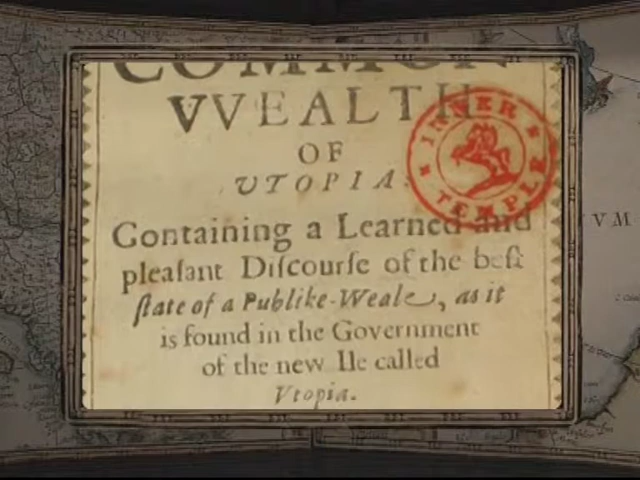 COMMON
VVEALTH
OF
VTOPIA.
Containing a Learned and
pleaſant Diſcourſe of the beſt
ſtate of a Publike-Weale, as it
is found in the Government
of the new Ile called
Vtopia.
INNER
TEMPLE
V M